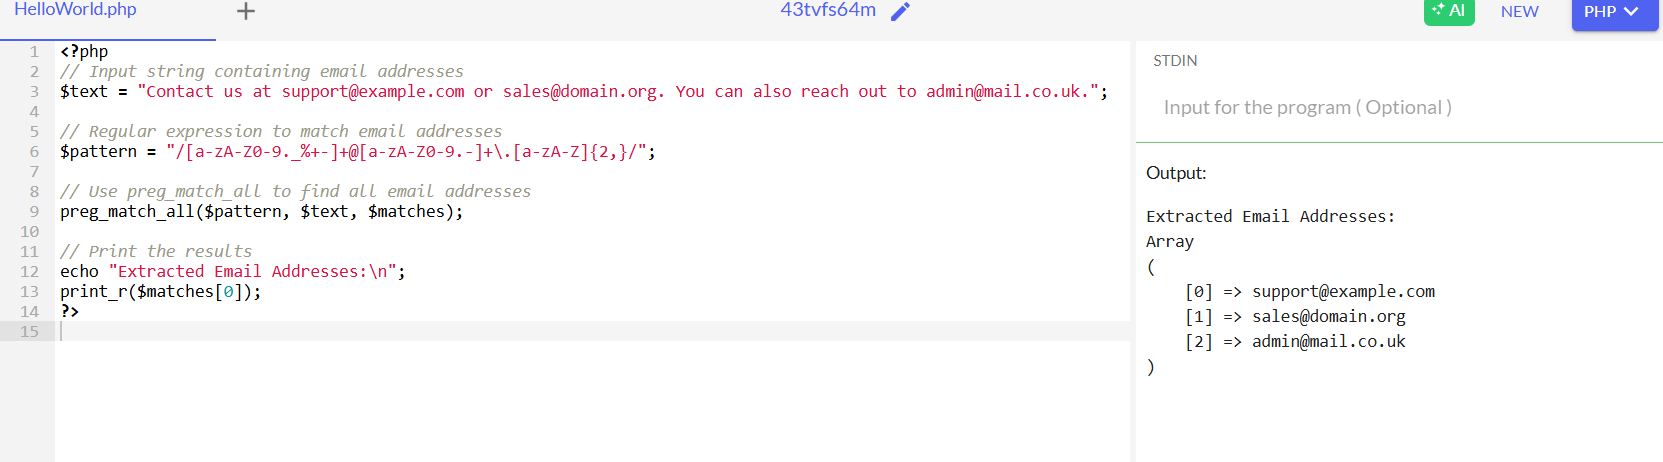 HelloWorld.php + 43tvfs64m AI NEW PHP
1 <?php
2 // Input string containing email addresses
3 $text = "Contact us at support@example.com or sales@domain.org. You can also reach out to admin@mail.co.uk.";
4
5 // Regular expression to match email addresses
6 $pattern = "/[a-zA-Z0-9._%+-]+@[a-zA-Z0-9.-]+\.[a-zA-Z]{2,}/";
7
8 // Use preg_match_all to find all email addresses
9 preg_match_all($pattern, $text, $matches);
10
11 // Print the results
12 echo "Extracted Email Addresses:\n";
13 print_r($matches[0]);
14 ?>
15
STDIN
Input for the program ( Optional )
Output:
Extracted Email Addresses:
Array
(
    [0] => support@example.com
    [1] => sales@domain.org
    [2] => admin@mail.co.uk
)